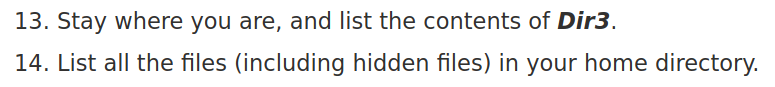 13. Stay where you are, and list the contents of Dir3.
14. List all the files (including hidden files) in your home directory.